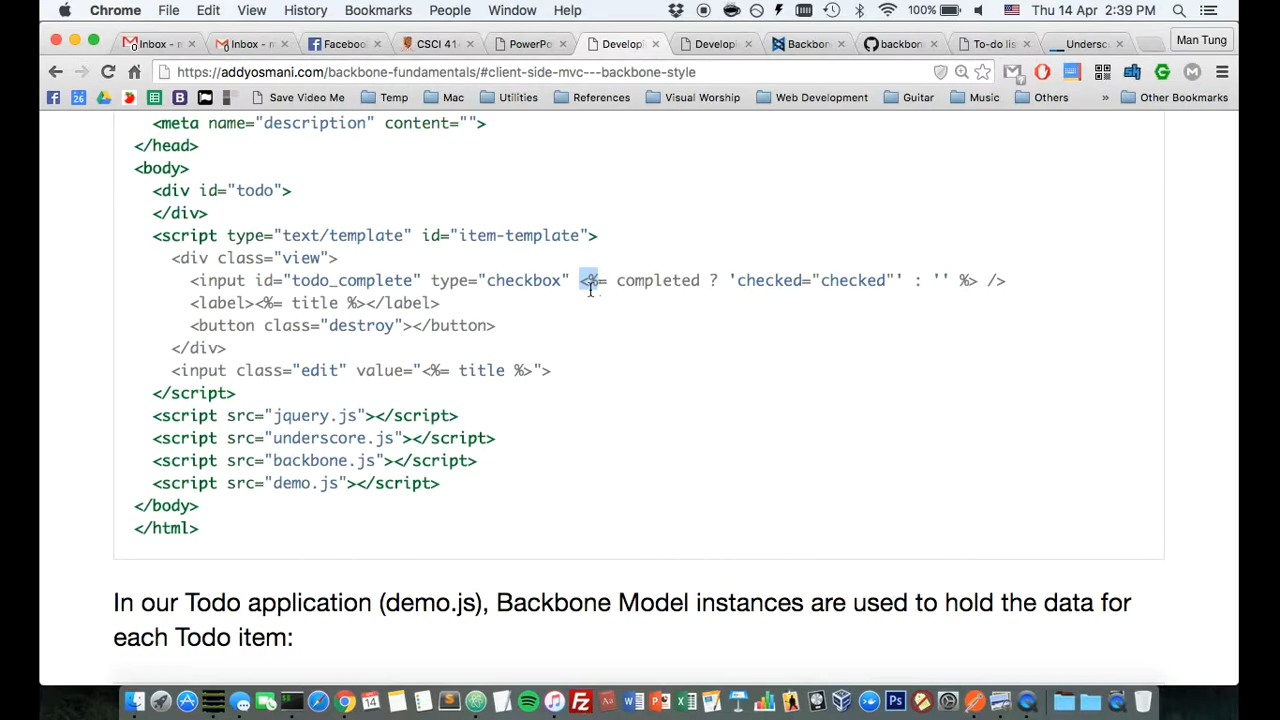 Chrome File Edit View History Bookmarks People Window Help 100% Thu 14 Apr 2:39 PM
Inbox - Inbox - m Faceboo CSCI 41 PowerPo Developi Developi Backbon backbon To-do lis Undersc Man Tung
https://addyosmani.com/backbone-fundamentals/#client-side-mvc---backbone-style
Save Video Me Temp Mac Utilities References Visual Worship Web Development Guitar Music Others » Other Bookmarks
<meta name="description" content="">
</head>
<body>
<div id="todo">
</div>
<script type="text/template" id="item-template">
<div class="view">
<input id="todo_complete" type="checkbox" <%= completed ? 'checked="checked"' : '' %> />
<label><%= title %></label>
<button class="destroy"></button>
</div>
<input class="edit" value="<%= title %>">
</script>
<script src="jquery.js"></script>
<script src="underscore.js"></script>
<script src="backbone.js"></script>
<script src="demo.js"></script>
</body>
</html>
In our Todo application (demo.js), Backbone Model instances are used to hold the data for
each Todo item: